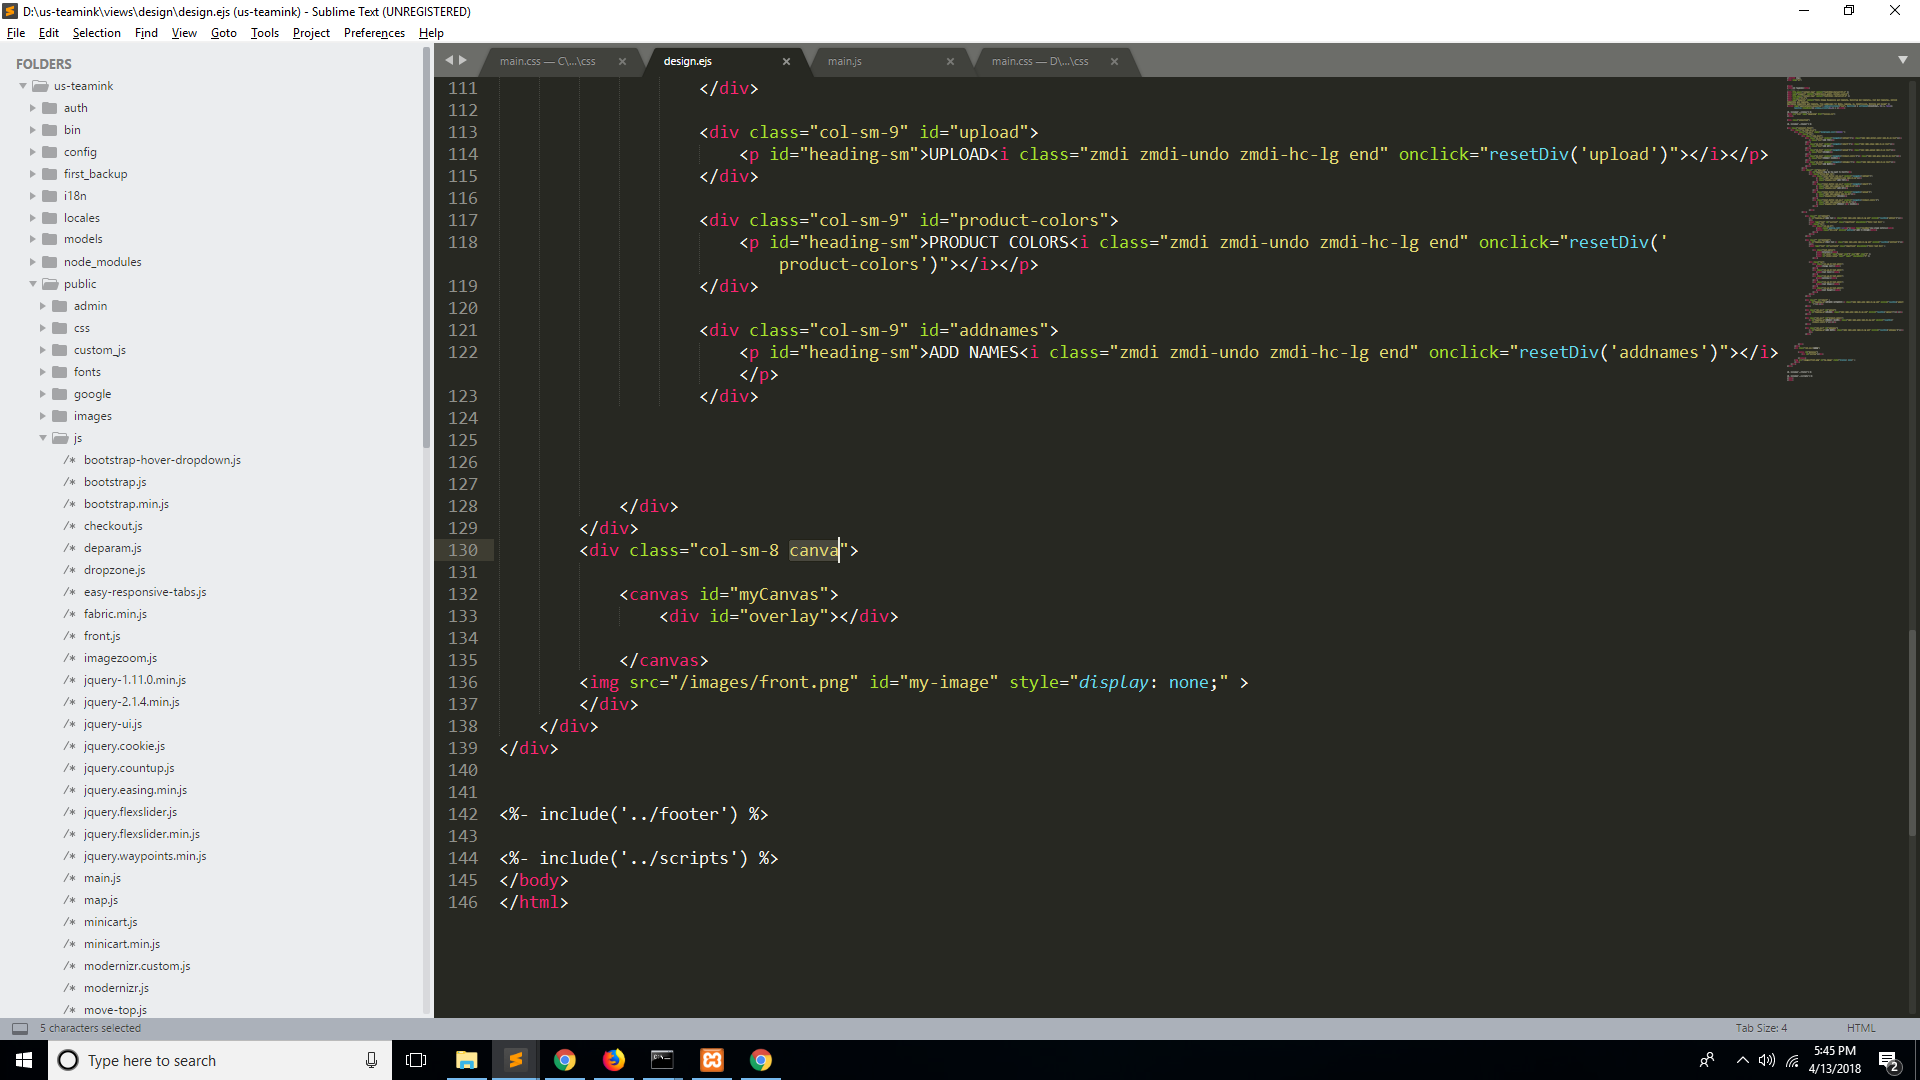 D:\us-teamink\views\design\design.ejs (us-teamink) - Sublime Text (UNREGISTERED)
File Edit Selection Find View Goto Tools Project Preferences Help
FOLDERS
us-teamink
auth
bin
config
first_backup
i18n
locales
models
node_modules
public
admin
css
custom_js
fonts
google
images
js
/* bootstrap-hover-dropdown.js
/* bootstrap.js
/* bootstrap.min.js
/* checkout.js
/* deparam.js
/* dropzone.js
/* easy-responsive-tabs.js
/* fabric.min.js
/* front.js
/* imagezoom.js
/* jquery-1.11.0.min.js
/* jquery-2.1.4.min.js
/* jquery-ui.js
/* jquery.cookie.js
/* jquery.countup.js
/* jquery.easing.min.js
/* jquery.flexslider.js
/* jquery.flexslider.min.js
/* jquery.waypoints.min.js
/* main.js
/* map.js
/* minicart.js
/* minicart.min.js
/* modernizr.custom.js
/* modernizr.js
/* move-top.js
main.css — C\...\css design.ejs main.js main.css — D\...\css
111 </div>
112
113 <div class="col-sm-9" id="upload">
114 <p id="heading-sm">UPLOAD<i class="zmdi zmdi-undo zmdi-hc-lg end" onclick="resetDiv('upload')"></i></p>
115 </div>
116
117 <div class="col-sm-9" id="product-colors">
118 <p id="heading-sm">PRODUCT COLORS<i class="zmdi zmdi-undo zmdi-hc-lg end" onclick="resetDiv('
product-colors')"></i></p>
119 </div>
120
121 <div class="col-sm-9" id="addnames">
122 <p id="heading-sm">ADD NAMES<i class="zmdi zmdi-undo zmdi-hc-lg end" onclick="resetDiv('addnames')"></i>
</p>
123 </div>
124
125
126
127
128 </div>
129 </div>
130 <div class="col-sm-8 canva">
131
132 <canvas id="myCanvas">
133 <div id="overlay"></div>
134
135 </canvas>
136 <img src="/images/front.png" id="my-image" style="display: none;" >
137 </div>
138 </div>
139 </div>
140
141
142 <%- include('../footer') %>
143
144 <%- include('../scripts') %>
145 </body>
146 </html>
5 characters selected Tab Size: 4 HTML
Type here to search
5:45 PM
4/13/2018
2